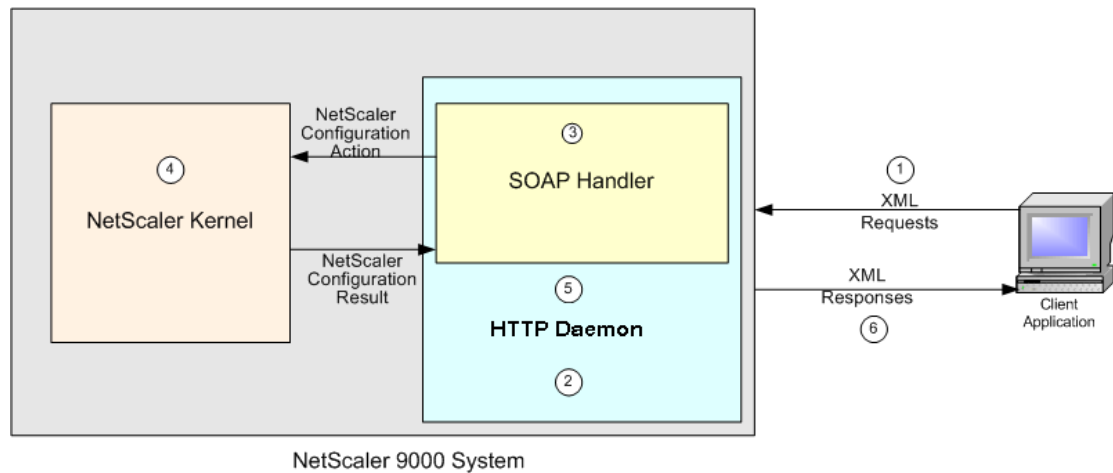 NetScaler
Configuration
Action
4
NetScaler Kernel
NetScaler
Configuration
Result
3
SOAP Handler
5
HTTP Daemon
2
1
XML
Requests
XML
Responses
6
Client
Application
NetScaler 9000 System